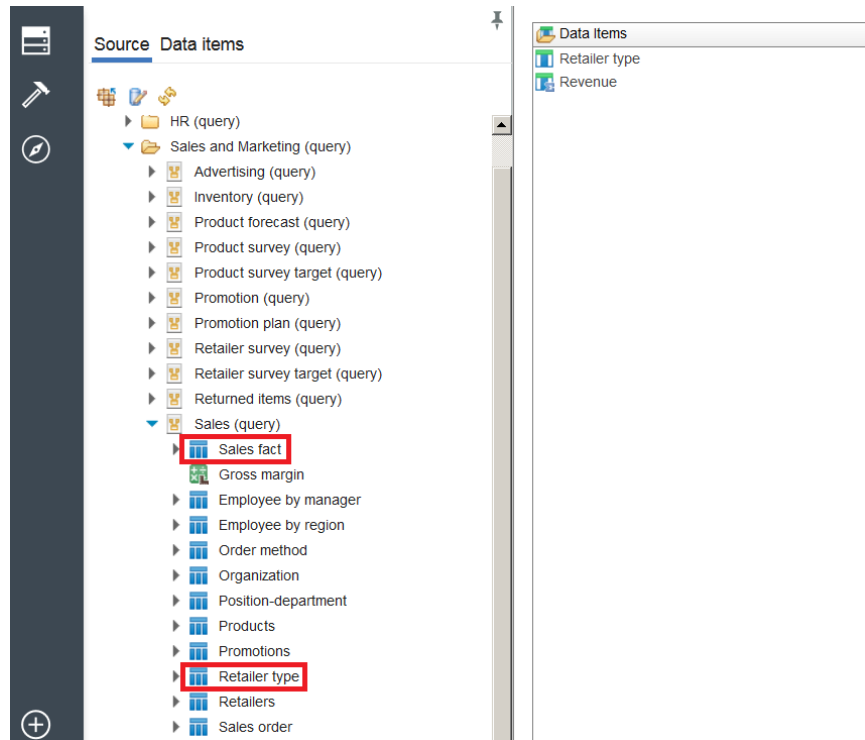 Source Data items
HR (query)
Sales and Marketing (query)
Advertising (query)
Inventory (query)
Product forecast (query)
Product survey (query)
Product survey target (query)
Promotion (query)
Promotion plan (query)
Retailer survey (query)
Retailer survey target (query)
Returned items (query)
Sales (query)
Sales fact
Gross margin
Employee by manager
Employee by region
Order method
Organization
Position-department
Products
Promotions
Retailer type
Retailers
Sales order
Data Items
Retailer type
Revenue